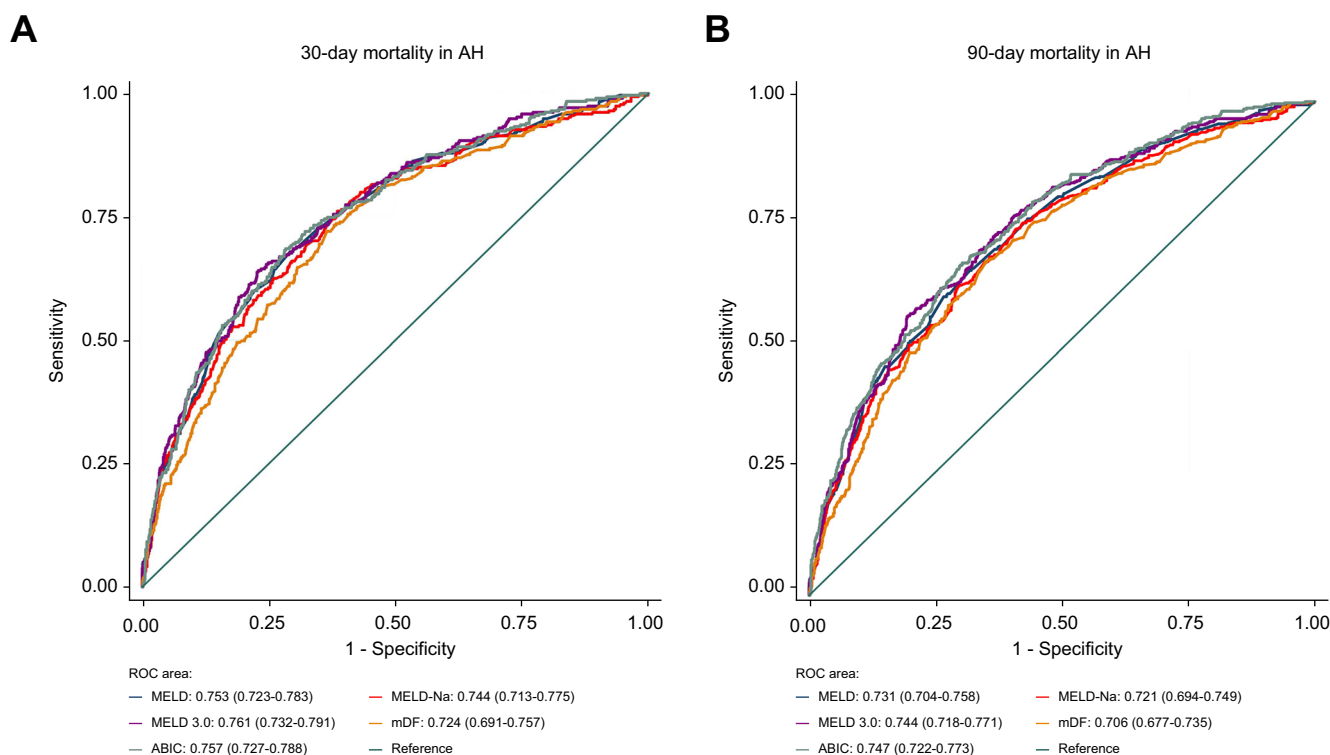 A
30-day mortality in AH
1.00
0.75
0.50
0.25
0.00
Sensitivity
0.00 0.25 0.50 0.75 1.00
1 - Specificity
ROC area:
MELD: 0.753 (0.723-0.783) MELD-Na: 0.744 (0.713-0.775)
MELD 3.0: 0.761 (0.732-0.791) mDF: 0.724 (0.691-0.757)
ABIC: 0.757 (0.727-0.788) Reference
B
90-day mortality in AH
1.00
0.75
0.50
0.25
0.00
Sensitivity
0.00 0.25 0.50 0.75 1.00
1 - Specificity
ROC area:
MELD: 0.731 (0.704-0.758) MELD-Na: 0.721 (0.694-0.749)
MELD 3.0: 0.744 (0.718-0.771) mDF: 0.706 (0.677-0.735)
ABIC: 0.747 (0.722-0.773) Reference